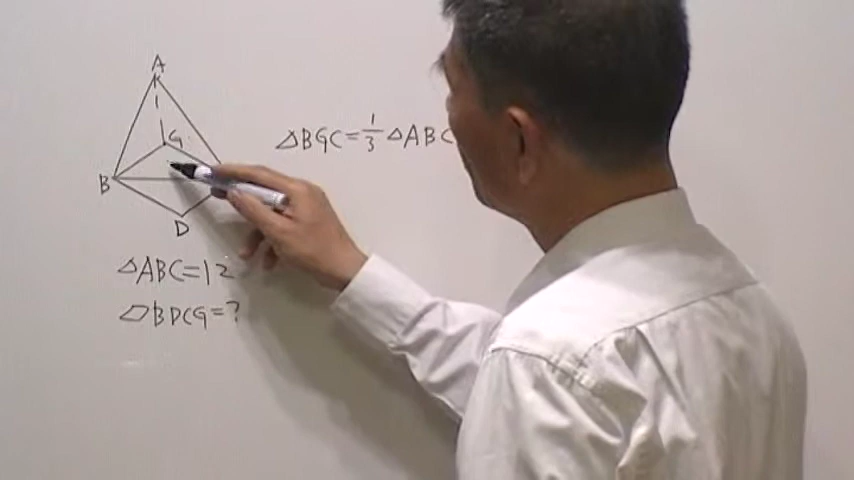 A
G
B
D
△BGC=1/3△ABC
△ABC=12
▱BDCG=?